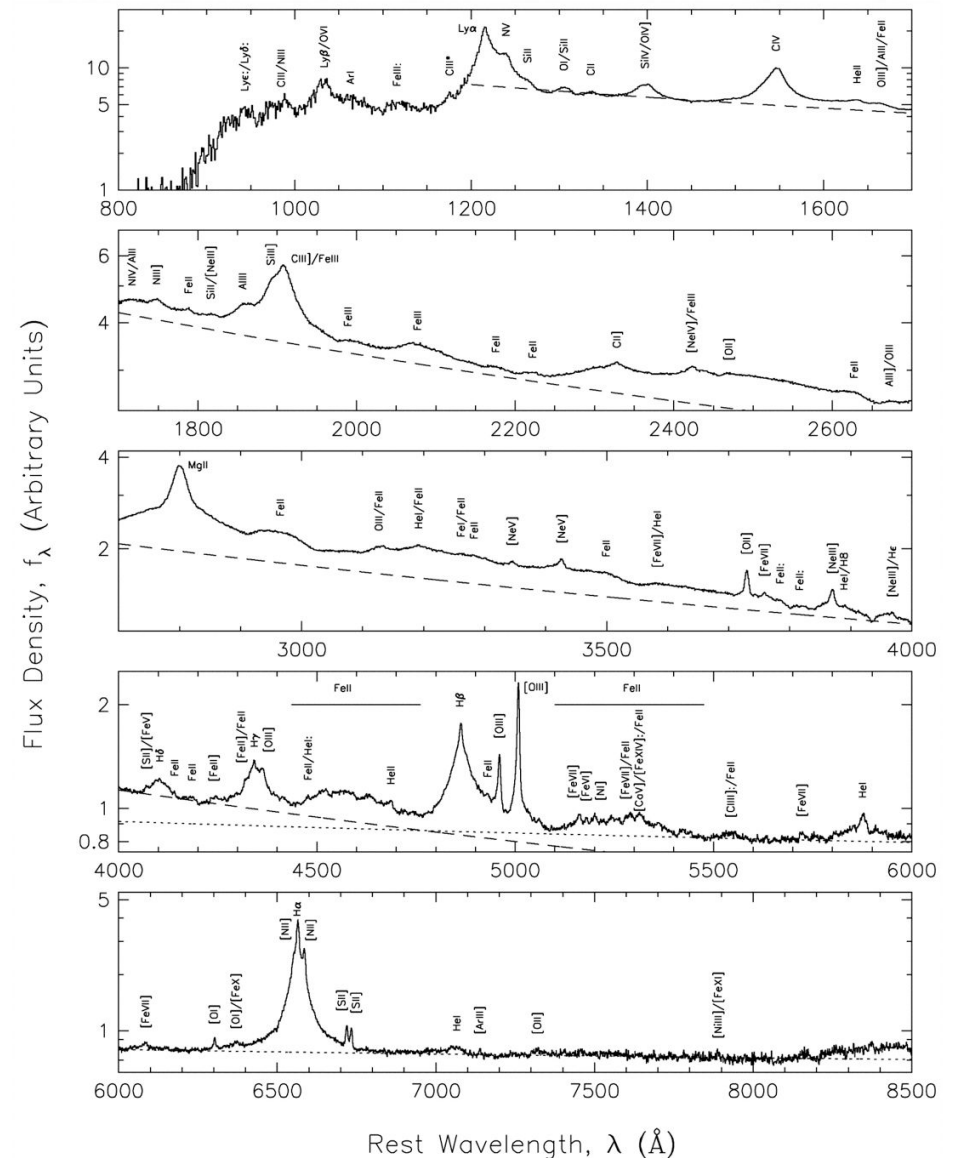 Flux Density, fλ (Arbitrary Units)
Lyε:/Lyδ:
CIII/NIII
Lyβ/OVI
ArI
FeIII:
CIII*
Lyα
NV
SiII
OI/SiII
CII
SiIV/OIV]
CIV
HeII
OIII]/AlII/FeII
10
5
1
800 1000 1200 1400 1600
NIV/AlII
NIII]
FeII
SiII/[NeIII]
AlIII
SiIII]
CIII]/FeIII
FeIII
FeIII
FeII
FeII
CII]
[NeIV]/FeIII
[OII]
FeII
AlII]/OIII
6
4
1800 2000 2200 2400 2600
MgII
FeII
OIII/FeII
HeI/FeII
FeI/FeII
FeII
[NeV]
[NeV]
FeII
[FeVII]/HeI
[OII]
[FeVII]
FeII:
FeII:
[NeIII]
HeI/H8
[NeIII]/Hε
4
2
3000 3500 4000
[SII]/[FeV]
Hδ
FeII
FeII
[FeII]
[FeII]/FeII
Hγ
[OIII]
FeII
FeII/HeI:
HeII
Hβ
FeII
[OIII]
[OIII]
FeII
[FeVII]
[FeVI]
[NI]
[FeVII]/FeII
[CaV]/[FeXIV]:/FeII
[ClIII]:/FeII
[FeVII]
HeI
2
1
0.8
4000 4500 5000 5500 6000
[FeVII]
[OI]
[OI]/[FeX]
[NII]
Hα
[NII]
[SII]
[SII]
HeI
[ArIII]
[OII]
[NiIII]/[FeXI]
5
1
6000 6500 7000 7500 8000 8500
Rest Wavelength, λ (Å)